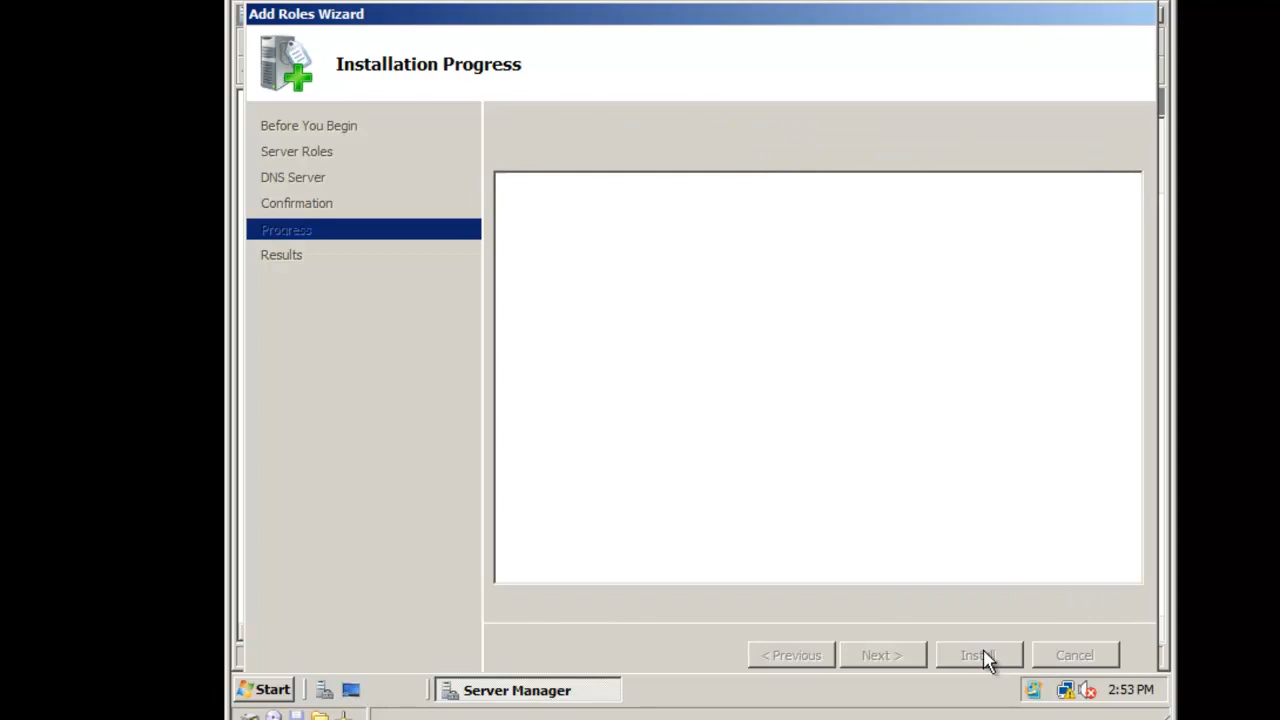 Add Roles Wizard
Installation Progress
Before You Begin
Server Roles
DNS Server
Confirmation
Progress
Results
< Previous
Next >
Install
Cancel
Start
Server Manager
2:53 PM